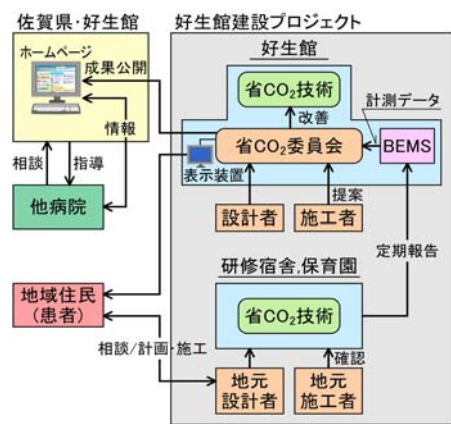 佐賀県・好生館
ホームページ
成果公開
情報
相談
指導
他病院
地域住民
(患者)
相談/計画・施工
好生館建設プロジェクト
好生館
省CO2技術
改善
計測データ
省CO2委員会
BEMS
表示装置
提案
設計者
施工者
定期報告
研修宿舎,保育園
省CO2技術
確認
地元
設計者
地元
施工者